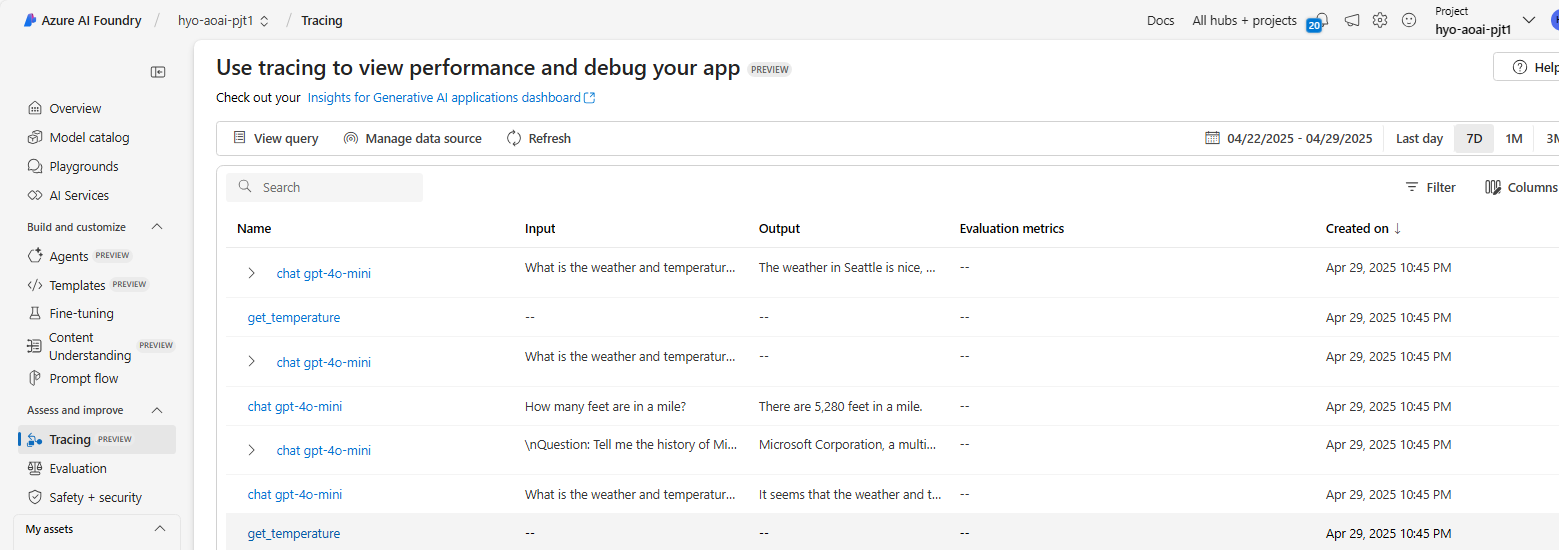 Azure AI Foundry / hyo-aoai-pjt1 / Tracing
Docs All hubs + projects 20 Project hyo-aoai-pjt1
Use tracing to view performance and debug your app PREVIEW
Help
Check out your Insights for Generative AI applications dashboard
View query Manage data source Refresh 04/22/2025 - 04/29/2025 Last day 7D 1M 3M
Search Filter Columns
Overview
Model catalog
Playgrounds
AI Services
Build and customize
Agents PREVIEW
Templates PREVIEW
Fine-tuning
Content Understanding PREVIEW
Prompt flow
Assess and improve
Tracing PREVIEW
Evaluation
Safety + security
My assets
Name Input Output Evaluation metrics Created on ↓
chat gpt-4o-mini What is the weather and temperatur... The weather in Seattle is nice, ... -- Apr 29, 2025 10:45 PM
get_temperature -- -- -- Apr 29, 2025 10:45 PM
chat gpt-4o-mini What is the weather and temperatur... -- -- Apr 29, 2025 10:45 PM
chat gpt-4o-mini How many feet are in a mile? There are 5,280 feet in a mile. -- Apr 29, 2025 10:45 PM
chat gpt-4o-mini \nQuestion: Tell me the history of Mi... Microsoft Corporation, a multi... -- Apr 29, 2025 10:45 PM
chat gpt-4o-mini What is the weather and temperatur... It seems that the weather and t... -- Apr 29, 2025 10:45 PM
get_temperature -- -- -- Apr 29, 2025 10:45 PM